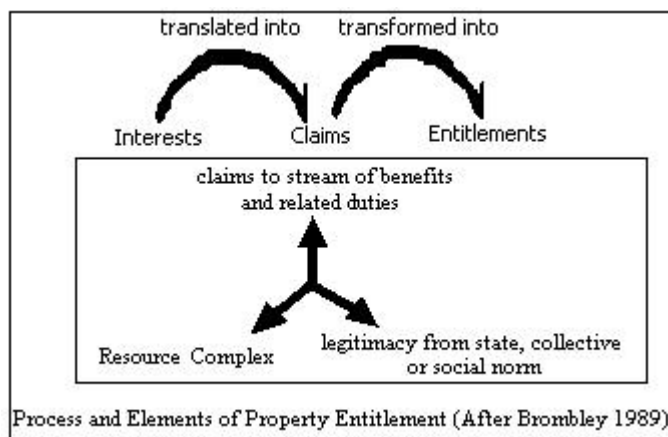 translated into transformed into
Interests Claims Entitlements
claims to stream of benefits
and related duties
Resource Complex
legitimacy from state, collective
or social norm
Process and Elements of Property Entitlement (After Brombley 1989)